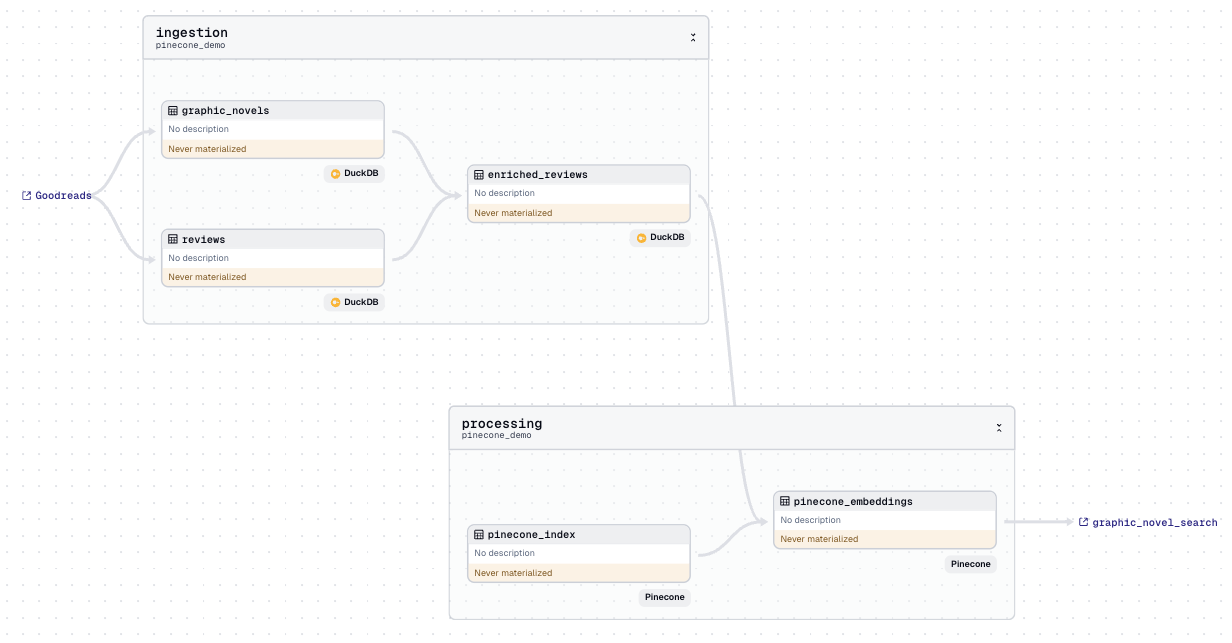 ingestion
pinecone_demo
graphic_novels
No description
Never materialized
DuckDB
Goodreads
reviews
No description
Never materialized
DuckDB
enriched_reviews
No description
Never materialized
DuckDB
processing
pinecone_demo
pinecone_index
No description
Never materialized
Pinecone
pinecone_embeddings
No description
Never materialized
Pinecone
graphic_novel_search